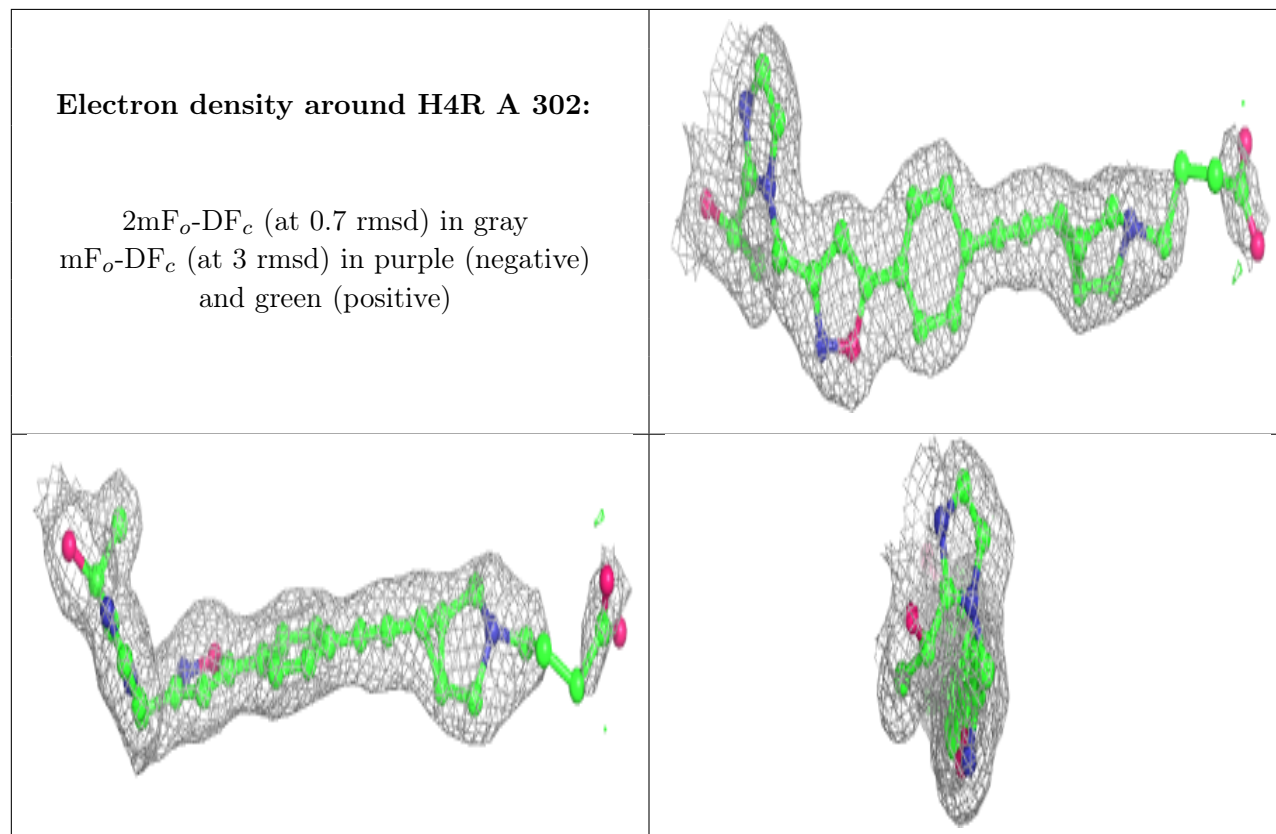 Electron density around H4R A 302:
2mFo-DFc (at 0.7 rmsd) in gray
mFo-DFc (at 3 rmsd) in purple (negative)
and green (positive)